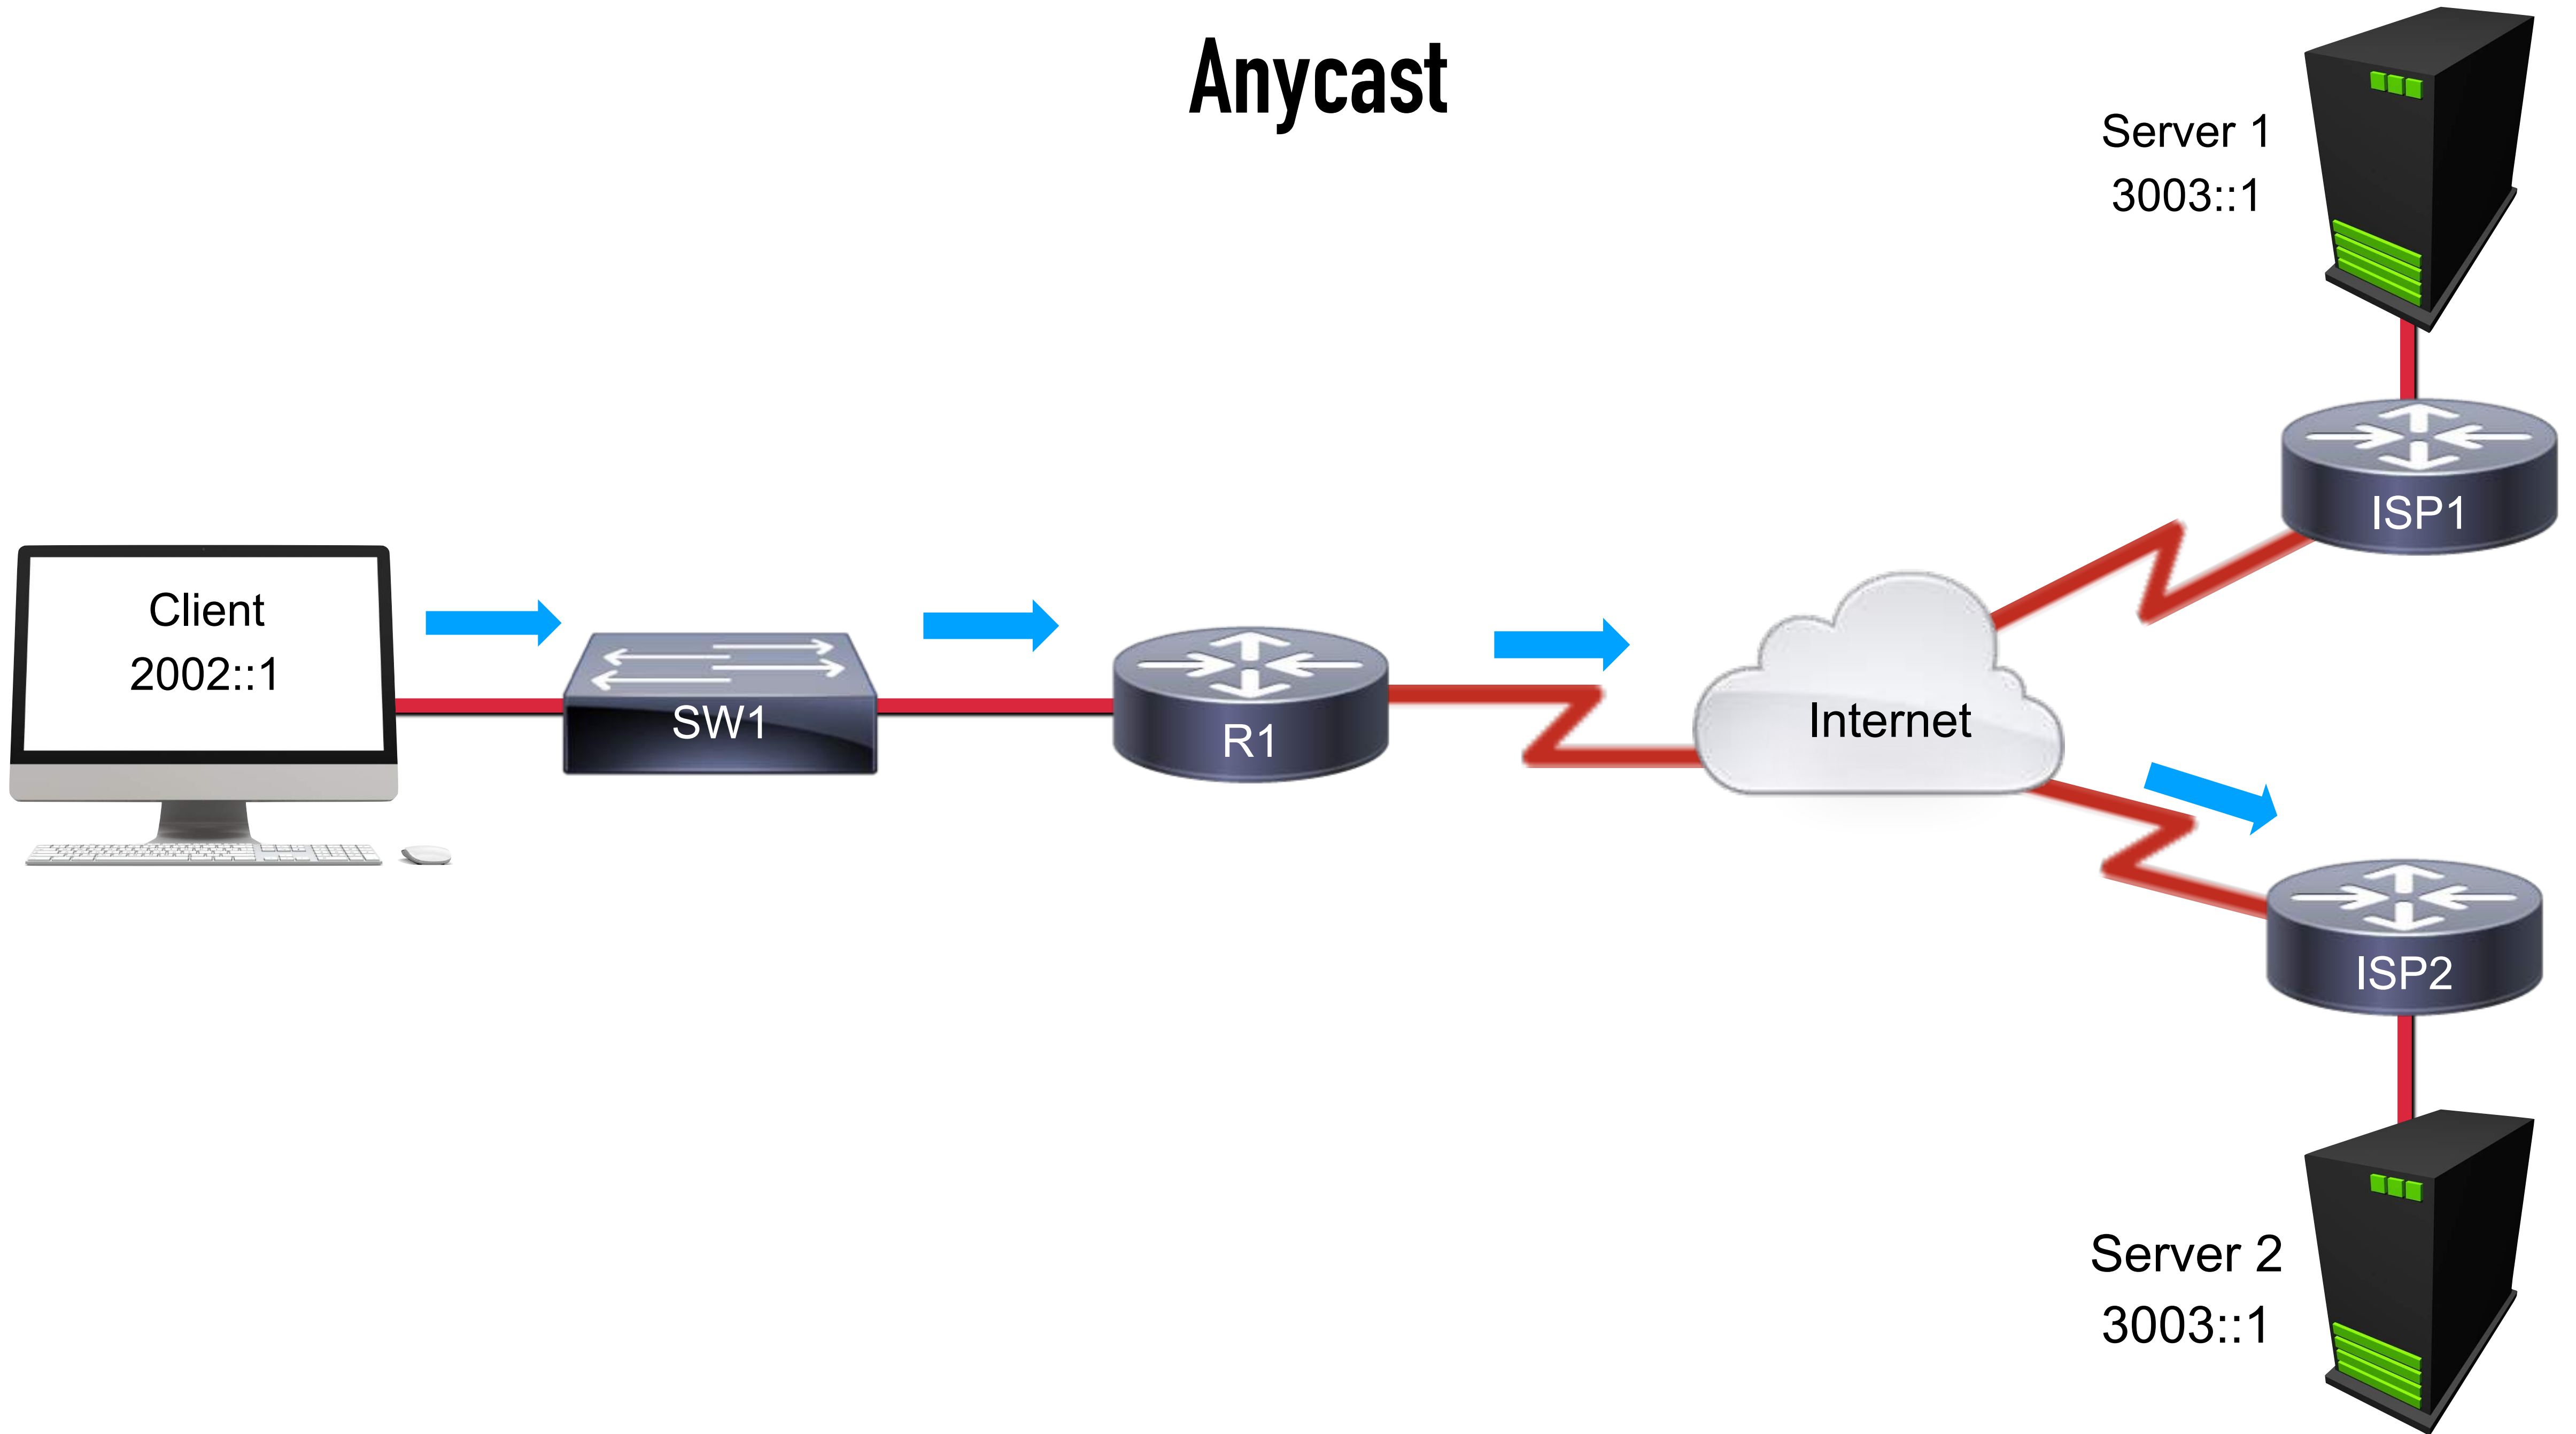 Anycast
Server 1
3003::1
ISP1
Client
2002::1
SW1
R1
Internet
ISP2
Server 2
3003::1